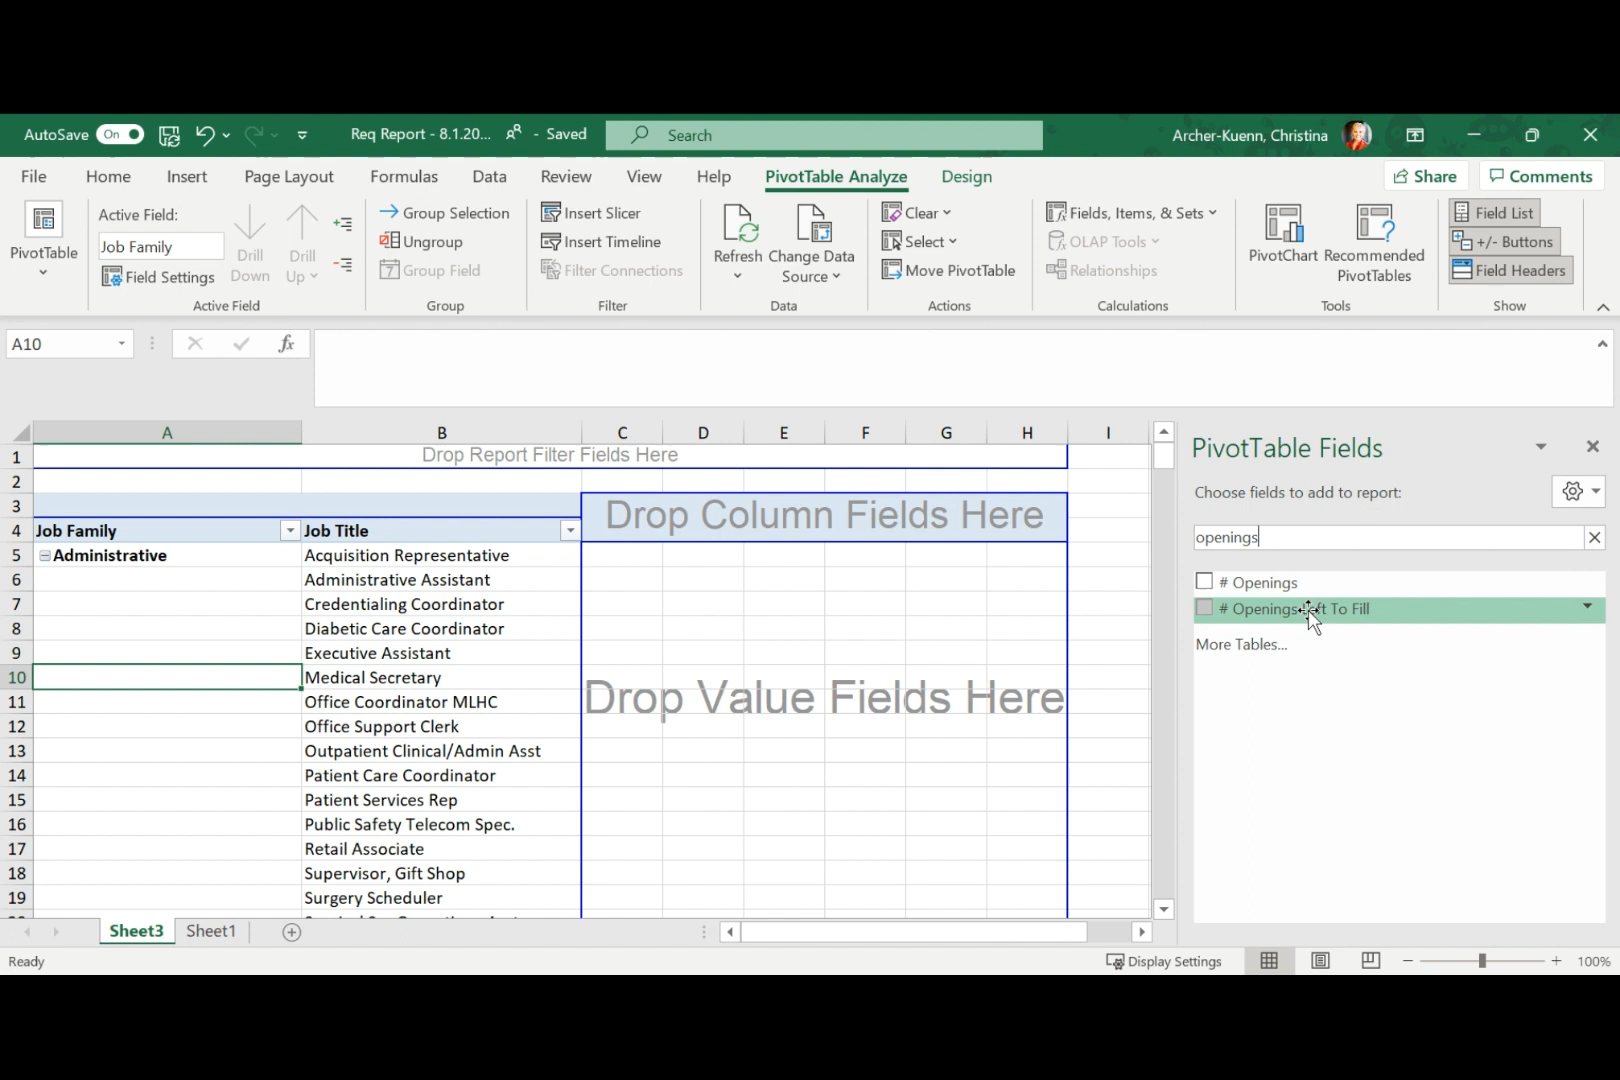 AutoSave On Req Report - 8.1.20... - Saved Search Archer-Kuenn, Christina
File Home Insert Page Layout Formulas Data Review View Help PivotTable Analyze Design Share Comments
PivotTable
Active Field:
Job Family
Field Settings
Drill Down
Drill Up
Active Field
Group Selection
Ungroup
Group Field
Group
Insert Slicer
Insert Timeline
Filter Connections
Filter
Refresh
Change Data Source
Data
Clear
Select
Move PivotTable
Actions
Fields, Items, & Sets
OLAP Tools
Relationships
Calculations
PivotChart
Recommended PivotTables
Tools
Field List
+/- Buttons
Field Headers
Show
A10 fx
A B C D E F G H I
1 Drop Report Filter Fields Here
2
3 Drop Column Fields Here
4 Job Family Job Title
5 Administrative Acquisition Representative
6 Administrative Assistant
7 Credentialing Coordinator
8 Diabetic Care Coordinator
9 Executive Assistant
10 Medical Secretary
Drop Value Fields Here
11 Office Coordinator MLHC
12 Office Support Clerk
13 Outpatient Clinical/Admin Asst
14 Patient Care Coordinator
15 Patient Services Rep
16 Public Safety Telecom Spec.
17 Retail Associate
18 Supervisor, Gift Shop
19 Surgery Scheduler
PivotTable Fields
Choose fields to add to report:
openings
# Openings
# Openings To Fill
More Tables...
Sheet3 Sheet1
Ready Display Settings 100%